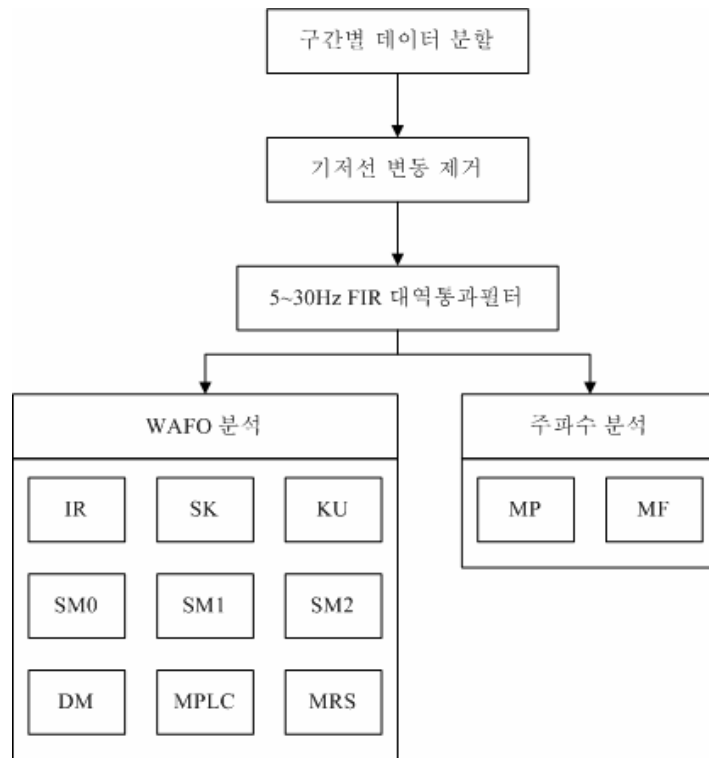 구간별 데이터 분할
기저선 변동 제거
5~30Hz FIR 대역통과필터
WAFO 분석
주파수 분석
IR SK KU
MP MF
SM0 SM1 SM2
DM MPLC MRS